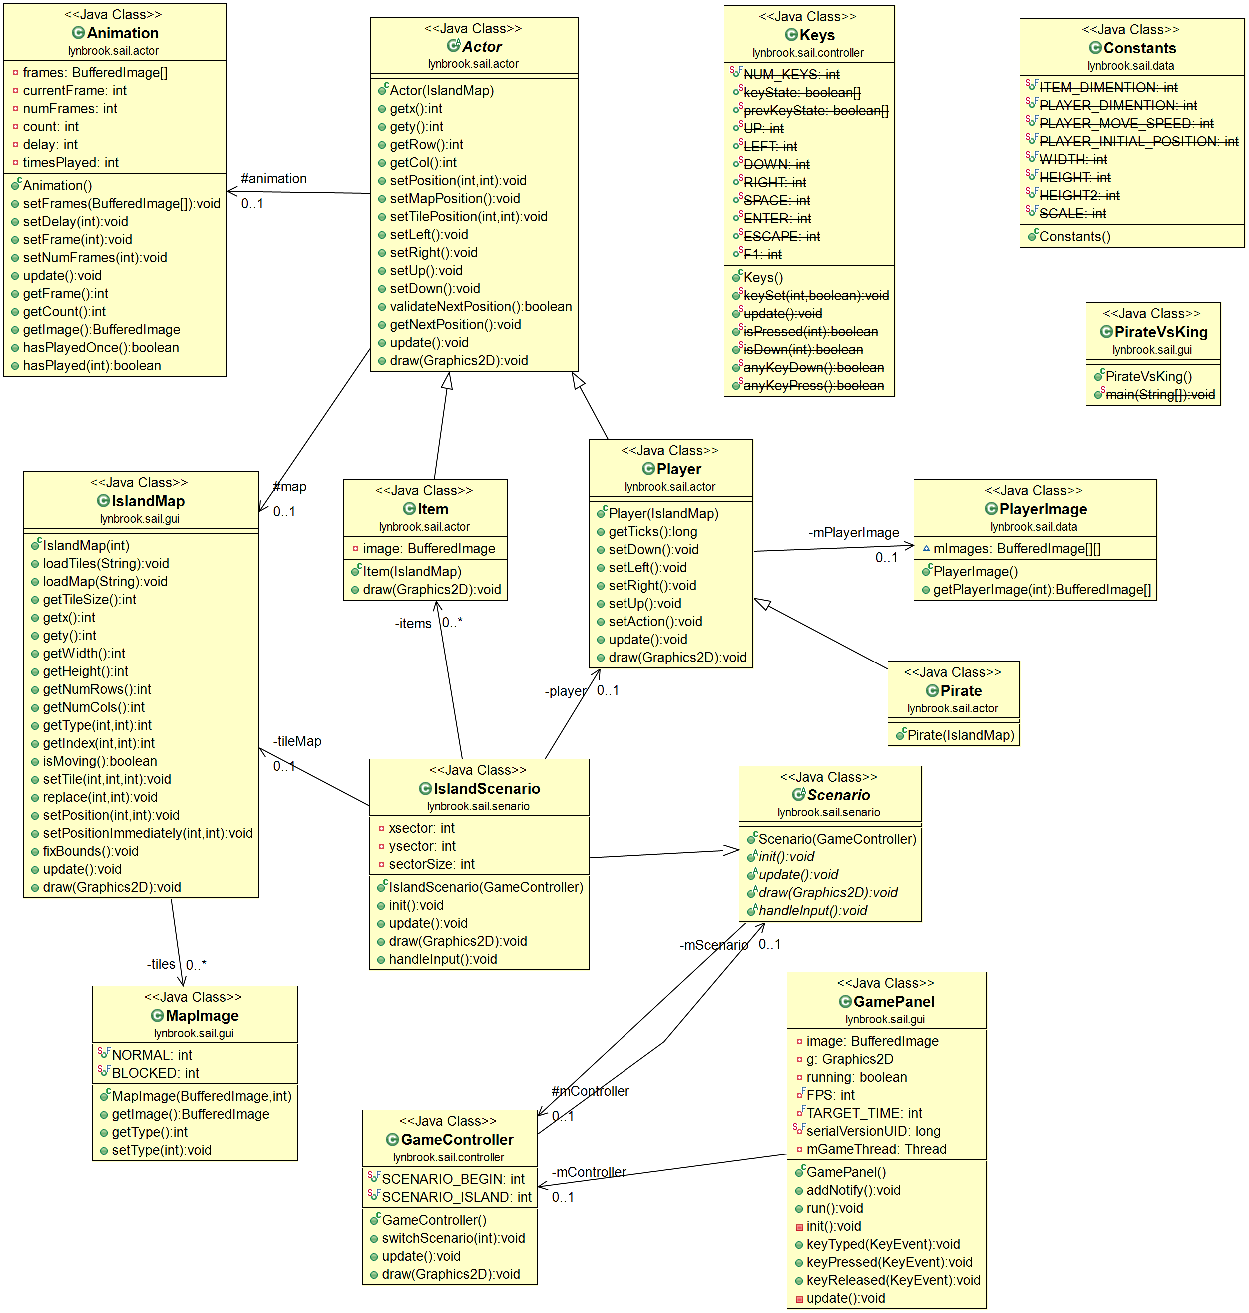 <<Java Class>>
Animation
lynbrook.sail.actor
frames: BufferedImage[]
currentFrame: int
numFrames: int
count: int
delay: int
timesPlayed: int
Animation()
setFrames(BufferedImage[]):void
setDelay(int):void
setFrame(int):void
setNumFrames(int):void
update():void
getFrame():int
getCount():int
getImage():BufferedImage
hasPlayedOnce():boolean
hasPlayed(int):boolean
#animation
0..1
<<Java Class>>
Actor
lynbrook.sail.actor
Actor(IslandMap)
getx():int
gety():int
getRow():int
getCol():int
setPosition(int,int):void
setMapPosition():void
setTilePosition(int,int):void
setLeft():void
setRight():void
setUp():void
setDown():void
validateNextPosition():boolean
getNextPosition():void
update():void
draw(Graphics2D):void
<<Java Class>>
Keys
lynbrook.sail.controller
NUM_KEYS: int
keyState: boolean[]
prevKeyState: boolean[]
UP: int
LEFT: int
DOWN: int
RIGHT: int
SPACE: int
ENTER: int
ESCAPE: int
F1: int
Keys()
keySet(int,boolean):void
update():void
isPressed(int):boolean
isDown(int):boolean
anyKeyDown():boolean
anyKeyPress():boolean
<<Java Class>>
Constants
lynbrook.sail.data
ITEM_DIMENTION: int
PLAYER_DIMENTION: int
PLAYER_MOVE_SPEED: int
PLAYER_INITIAL_POSITION: int
WIDTH: int
HEIGHT: int
HEIGHT2: int
SCALE: int
Constants()
<<Java Class>>
PirateVsKing
lynbrook.sail.gui
PirateVsKing()
main(String[]):void
#map
0..1
<<Java Class>>
IslandMap
lynbrook.sail.gui
IslandMap(int)
loadTiles(String):void
loadMap(String):void
getTileSize():int
getx():int
gety():int
getWidth():int
getHeight():int
getNumRows():int
getNumCols():int
getType(int,int):int
getIndex(int,int):int
isMoving():boolean
setTile(int,int,int):void
replace(int,int):void
setPosition(int,int):void
setPositionImmediately(int,int):void
fixBounds():void
update():void
draw(Graphics2D):void
<<Java Class>>
Item
lynbrook.sail.actor
image: BufferedImage
Item(IslandMap)
draw(Graphics2D):void
-items
0..*
<<Java Class>>
Player
lynbrook.sail.actor
Player(IslandMap)
getTicks():long
setDown():void
setLeft():void
setRight():void
setUp():void
setAction():void
update():void
draw(Graphics2D):void
-mPlayerImage
0..1
<<Java Class>>
PlayerImage
lynbrook.sail.data
mImages: BufferedImage[][]
PlayerImage()
getPlayerImage(int):BufferedImage[]
-player
0..1
<<Java Class>>
Pirate
lynbrook.sail.actor
Pirate(IslandMap)
-tileMap
0..1
<<Java Class>>
IslandScenario
lynbrook.sail.senario
xsector: int
ysector: int
sectorSize: int
IslandScenario(GameController)
init():void
update():void
draw(Graphics2D):void
handleInput():void
<<Java Class>>
Scenario
lynbrook.sail.senario
Scenario(GameController)
init():void
update():void
draw(Graphics2D):void
handleInput():void
-mScenario
0..1
-tiles
0..*
<<Java Class>>
MapImage
lynbrook.sail.gui
NORMAL: int
BLOCKED: int
MapImage(BufferedImage,int)
getImage():BufferedImage
getType():int
setType(int):void
#mController
0..1
<<Java Class>>
GameController
lynbrook.sail.controller
SCENARIO_BEGIN: int
SCENARIO_ISLAND: int
GameController()
switchScenario(int):void
update():void
draw(Graphics2D):void
-mController
0..1
<<Java Class>>
GamePanel
lynbrook.sail.gui
image: BufferedImage
g: Graphics2D
running: boolean
FPS: int
TARGET_TIME: int
serialVersionUID: long
mGameThread: Thread
GamePanel()
addNotify():void
run():void
init():void
keyTyped(KeyEvent):void
keyPressed(KeyEvent):void
keyReleased(KeyEvent):void
update():void